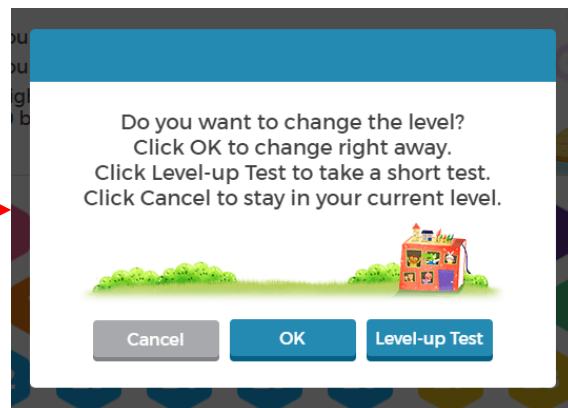 Do you want to change the level?
Click OK to change right away.
Click Level-up Test to take a short test.
Click Cancel to stay in your current level.
Cancel
OK
Level-up Test